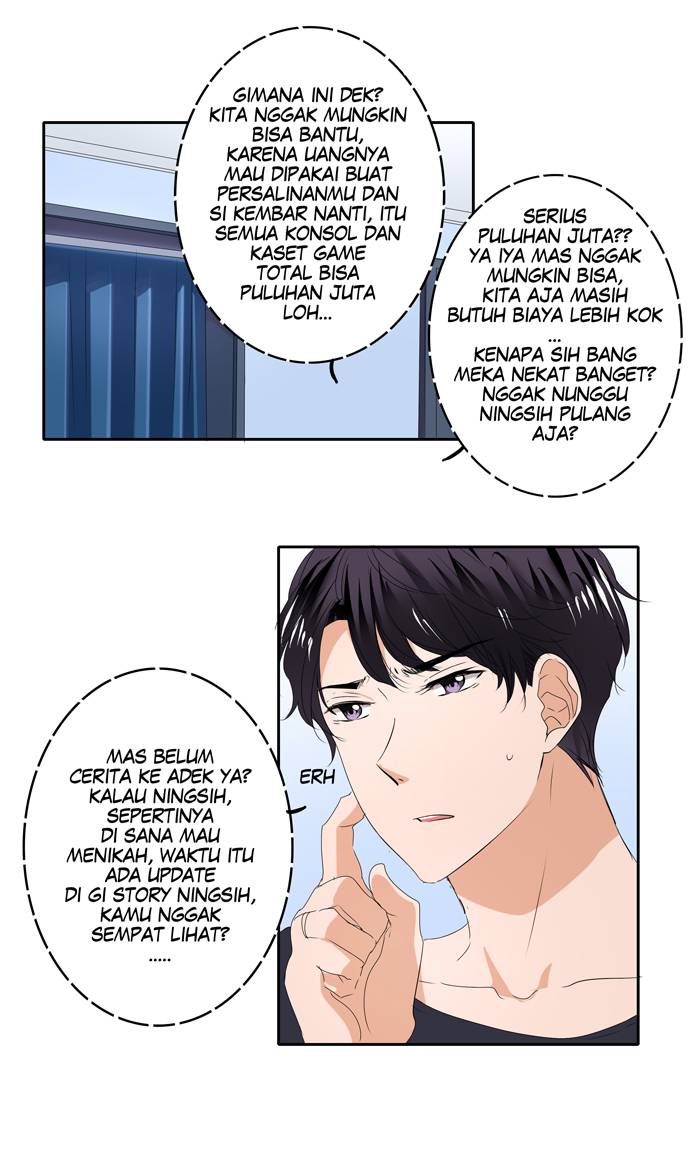 GIMANA INI DEK?
KITA NGGAK MUNGKIN
BISA BANTU,
KARENA UANGNYA
MAU DIPAKAI BUAT
PERSALINANMU DAN
SI KEMBAR NANTI, ITU
SEMUA KONSOL DAN
KASET GAME
TOTAL BISA
PULUHAN JUTA
LOH...
SERIUS
PULUHAN JUTA??
YA IYA MAS NGGAK
MUNGKIN BISA,
KITA AJA MASIH
BUTUH BIAYA LEBIH KOK
...
KENAPA SIH BANG
MEKA NEKAT BANGET?
NGGAK NUNGGU
NINGSIH PULANG
AJA?
MAS BELUM
CERITA KE ADEK YA?
KALAU NINGSIH,
SEPERTINYA
DI SANA MAU
MENIKAH, WAKTU ITU
ADA UPDATE
DI GI STORY NINGSIH,
KAMU NGGAK
SEMPAT LIHAT?
.....
ERH